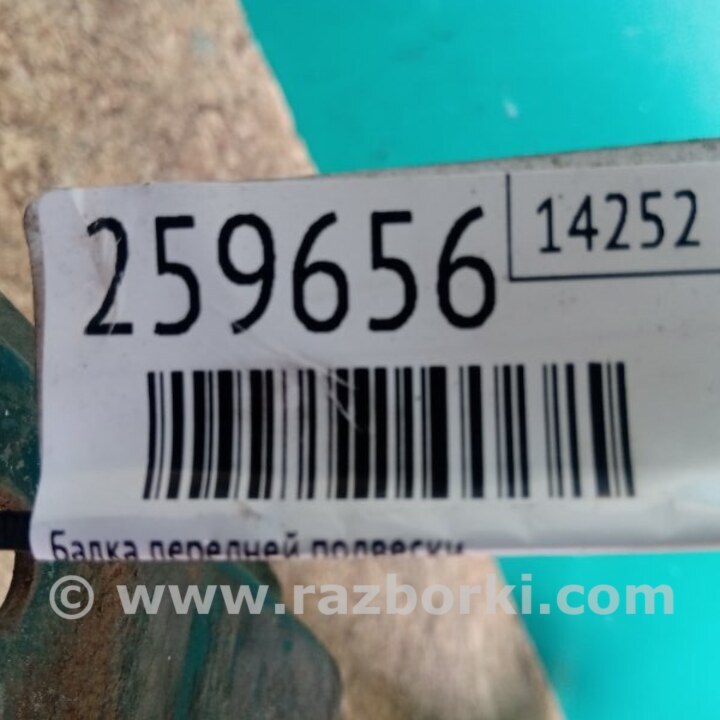 259656
14252
Балка передней подвески
© www.razborki.com